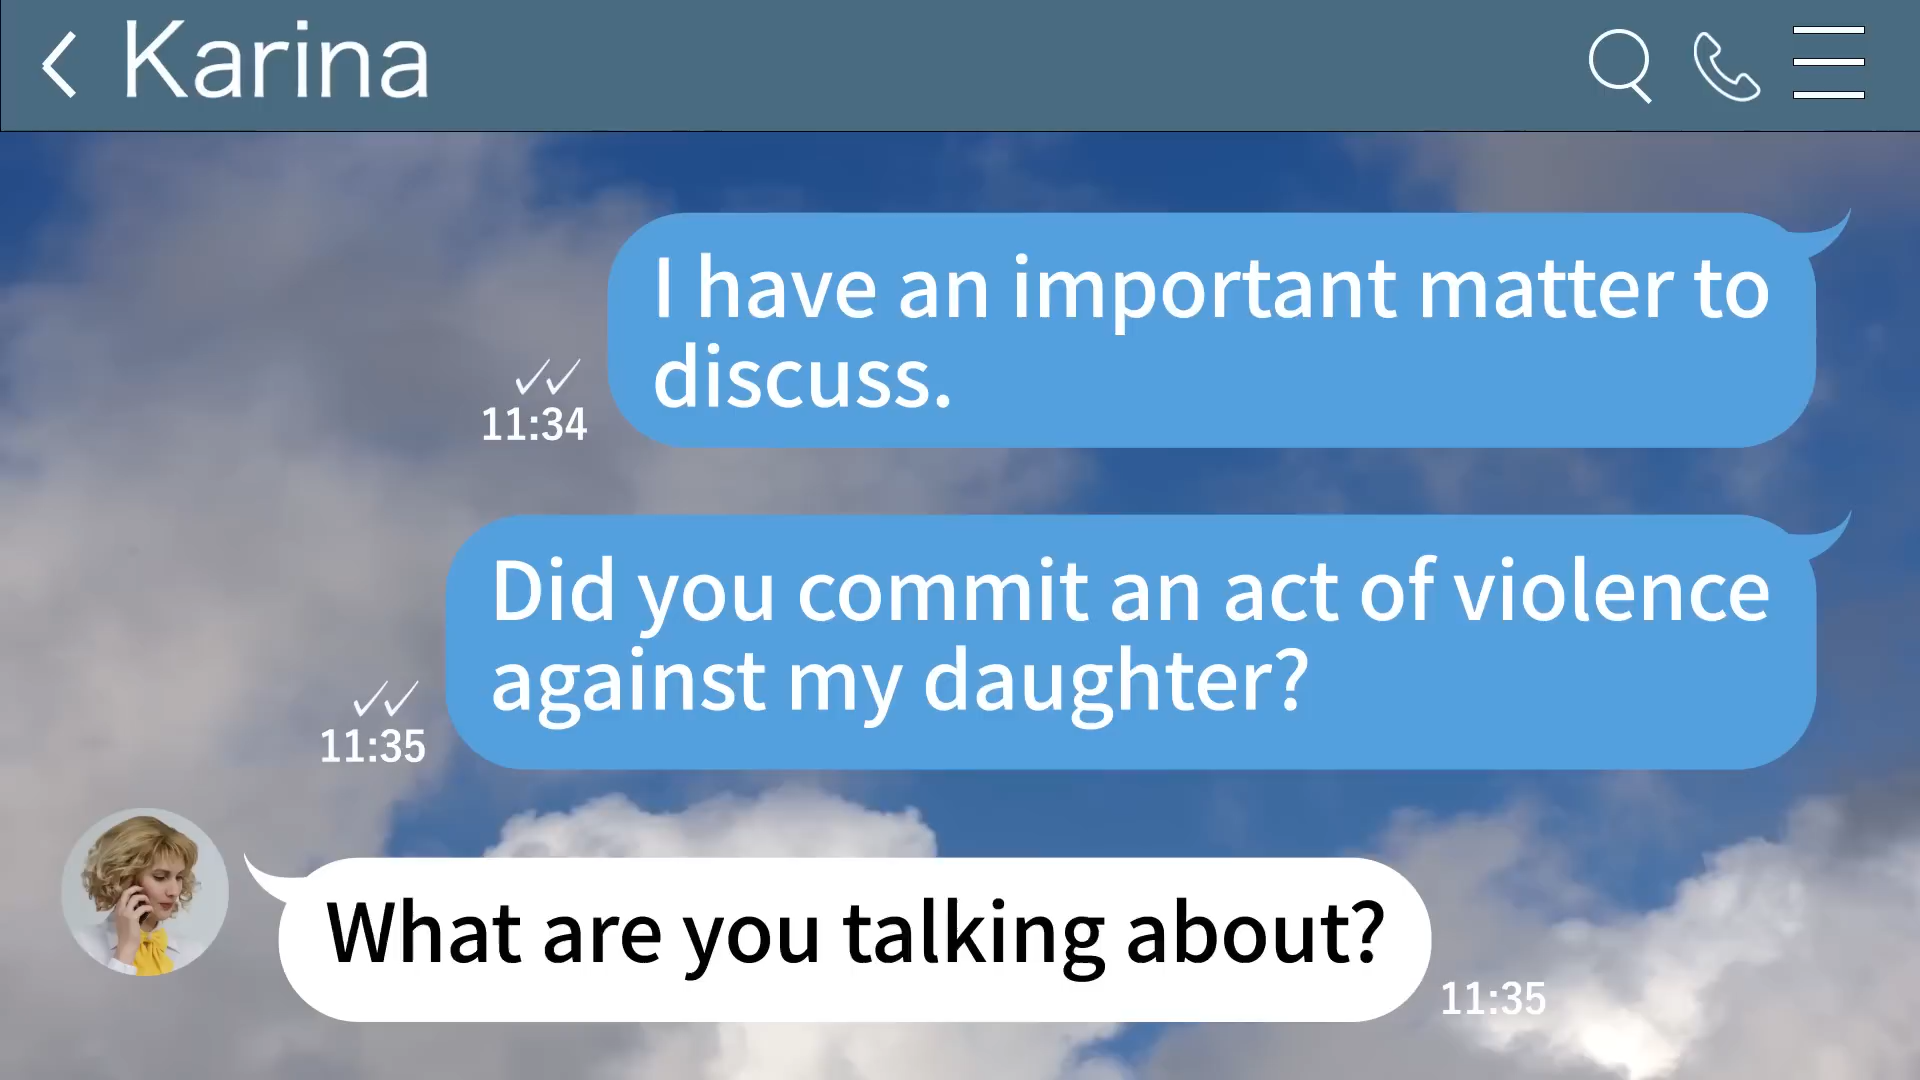 Karina
I have an important matter to
discuss.
11:34
Did you commit an act of violence
against my daughter?
11:35
What are you talking about?
11:35